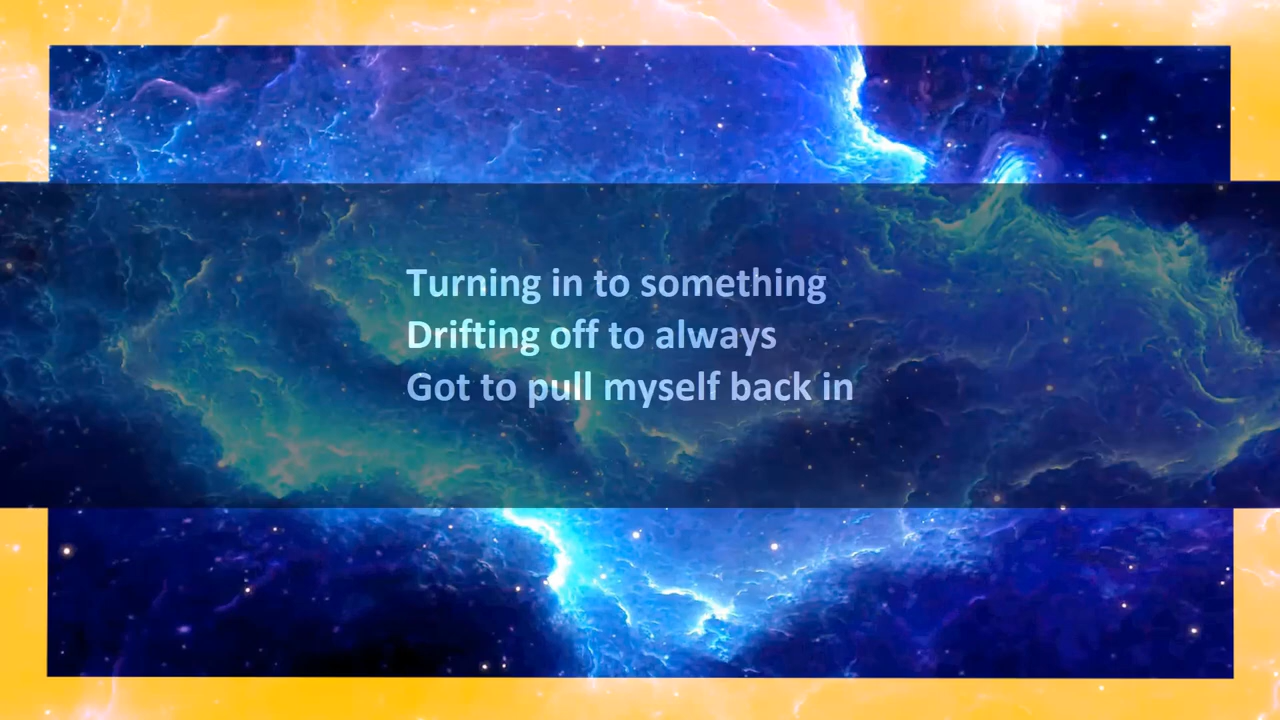 Turning in to something
Drifting off to always
Got to pull myself back in